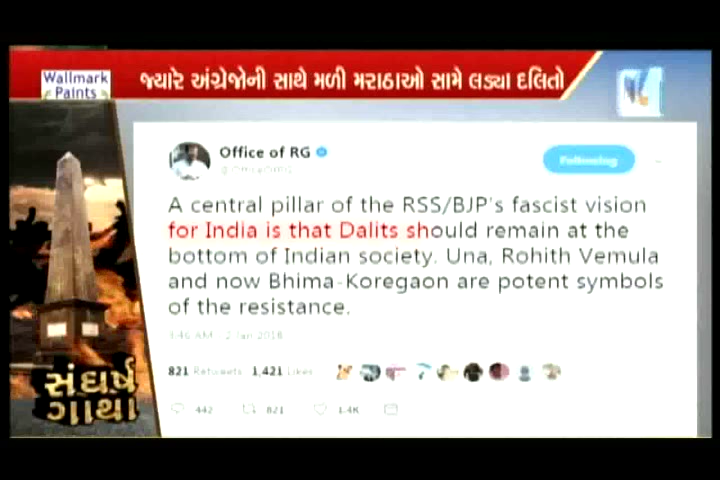 Wallmark
Paints
જ્યારે અંગ્રેજોની સાથે મળી મરાઠાઓ સામે લડ્યા દલિતો
Office of RG
Following
A central pillar of the RSS/BJP's fascist vision
for India is that Dalits should remain at the
bottom of Indian society. Una, Rohith Vemula
and now Bhima-Koregaon are potent symbols
of the resistance.
3:46 AM - 2 Jan 2018
821 Retweets 1,421 Likes
442 821 1.4K
સંઘર્ષ
ગાથા